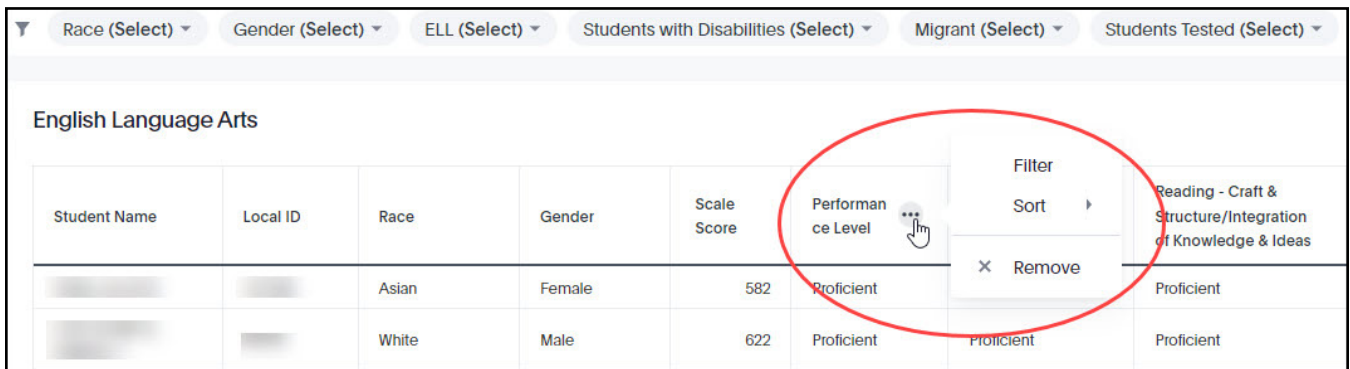 Race (Select) Gender (Select) ELL (Select) Students with Disabilities (Select) Migrant (Select) Students Tested (Select)
English Language Arts
Student Name Local ID Race Gender Scale Score Performan ce Level Reading - Craft & Structure/Integration of Knowledge & Ideas
Filter
Sort
Remove
Asian Female 582 Proficient Proficient
White Male 622 Proficient Proficient Proficient